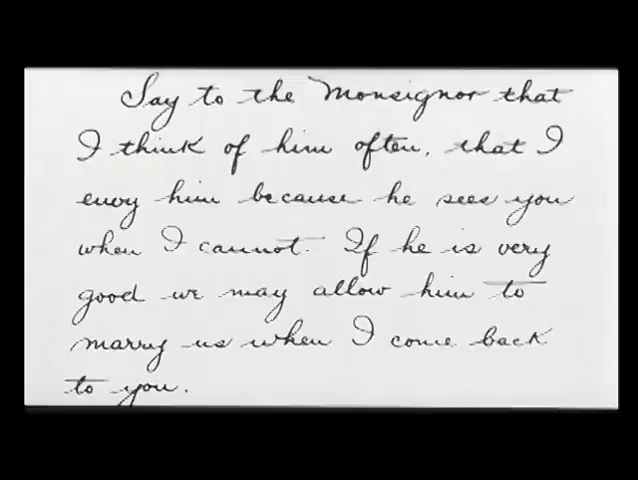 Say to the Monsignor that
I think of him often, that I
envy him because he sees you
when I cannot. If he is very
good we may allow him to
marry us when I come back
to you.